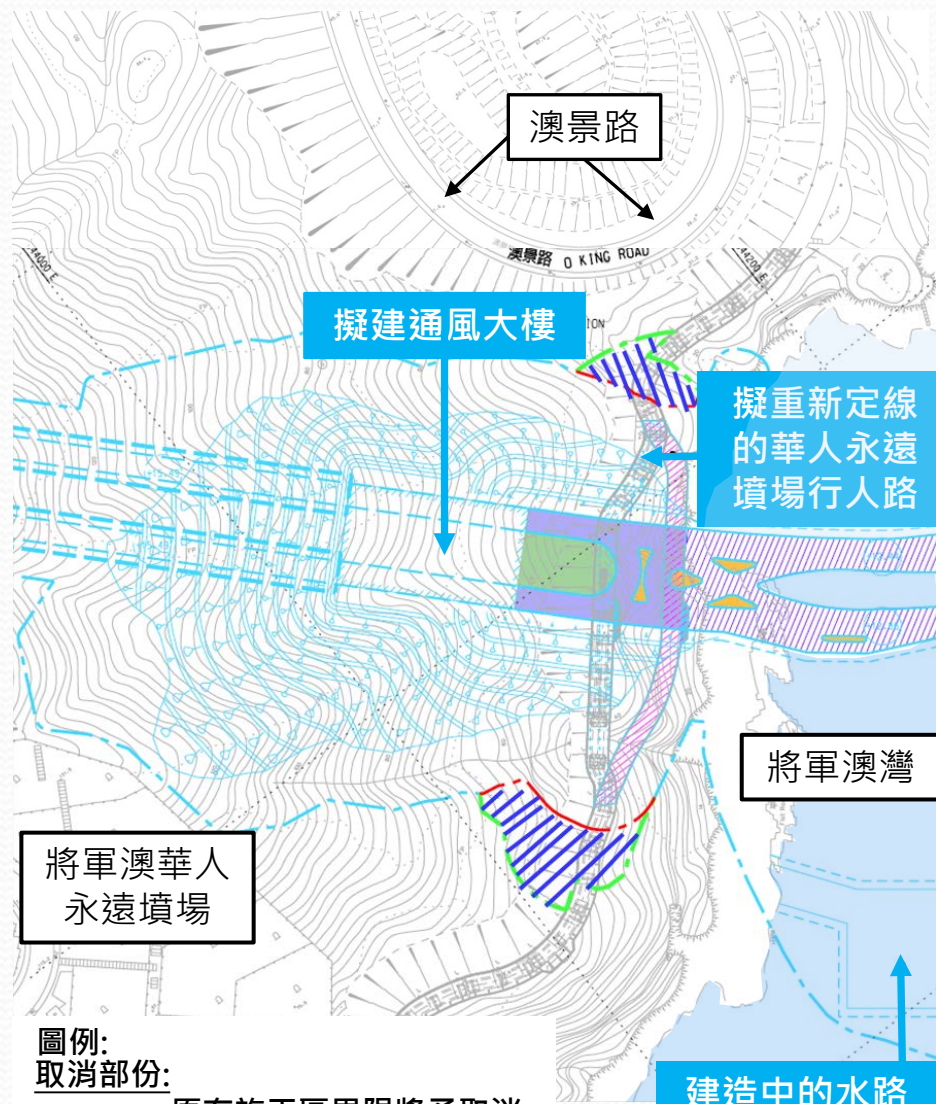 澳景路
澳景路 O KING ROAD
44000 E
44200 E
擬建通風大樓
擬重新定線
的華人永遠
墳場行人路
將軍澳灣
將軍澳華人
永遠墳場
圖例:
取消部份:
建造中的水路